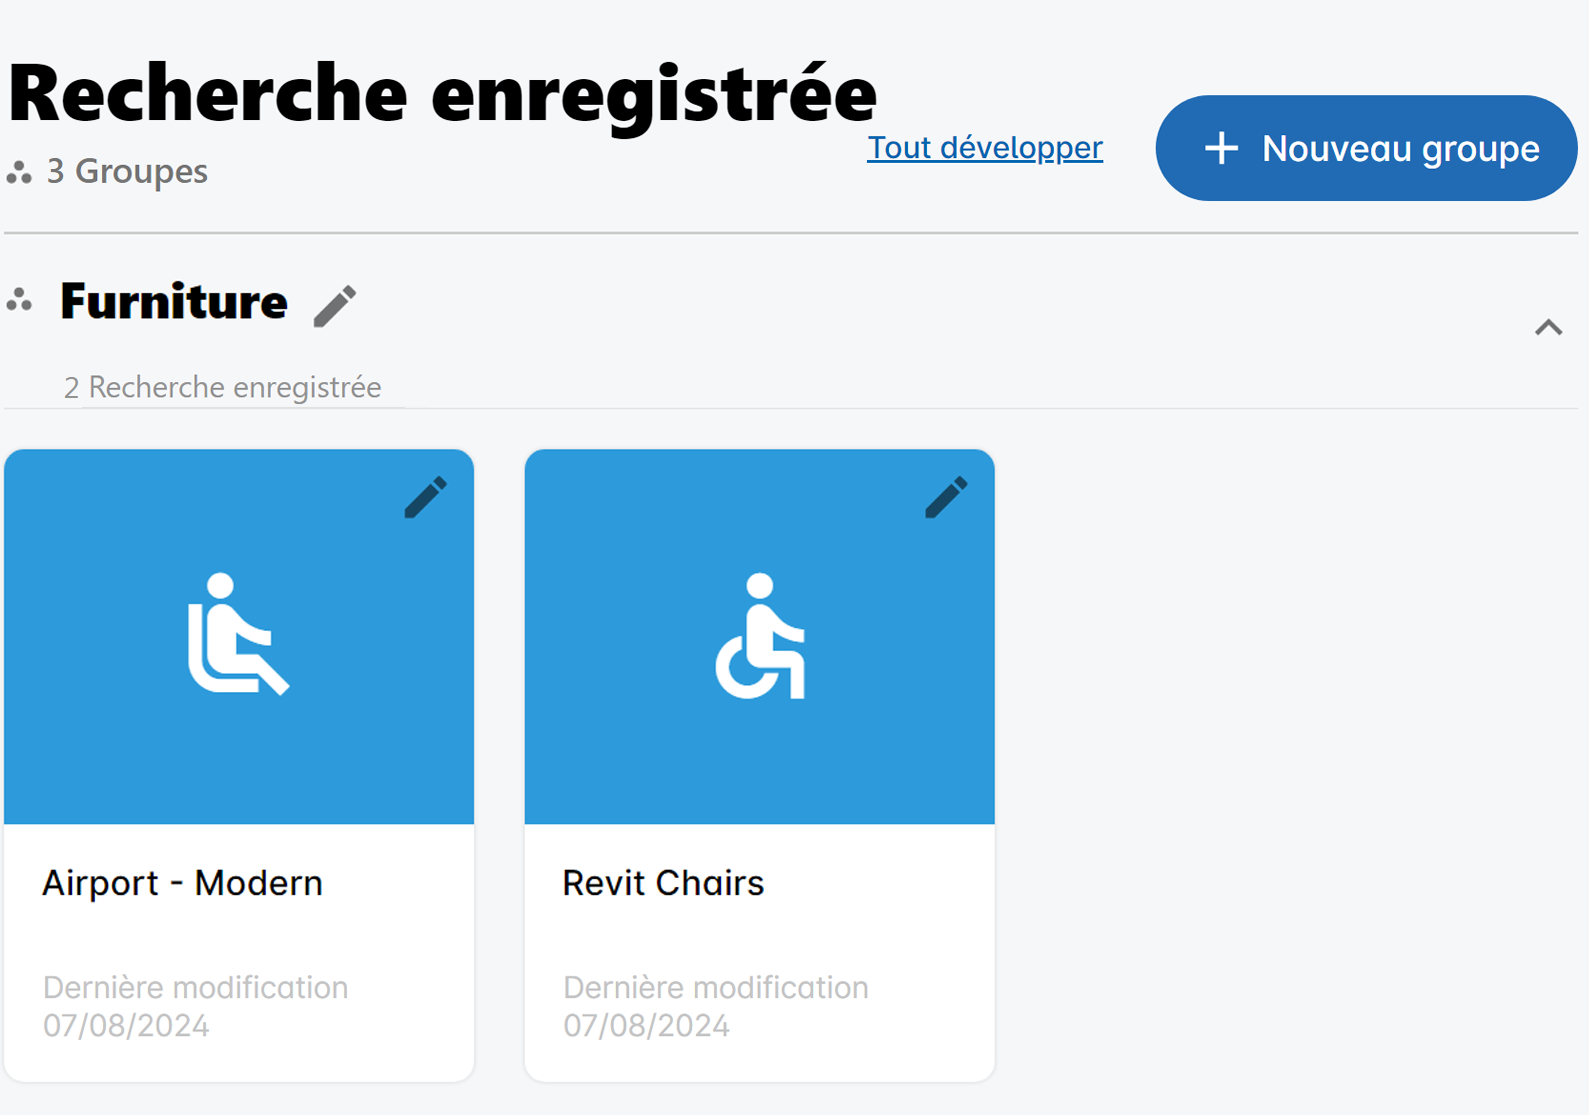 Recherche enregistrée
3 Groupes
Tout développer
+ Nouveau groupe
Furniture
2 Recherche enregistrée
Airport - Modern
Dernière modification
07/08/2024
Revit Chairs
Dernière modification
07/08/2024